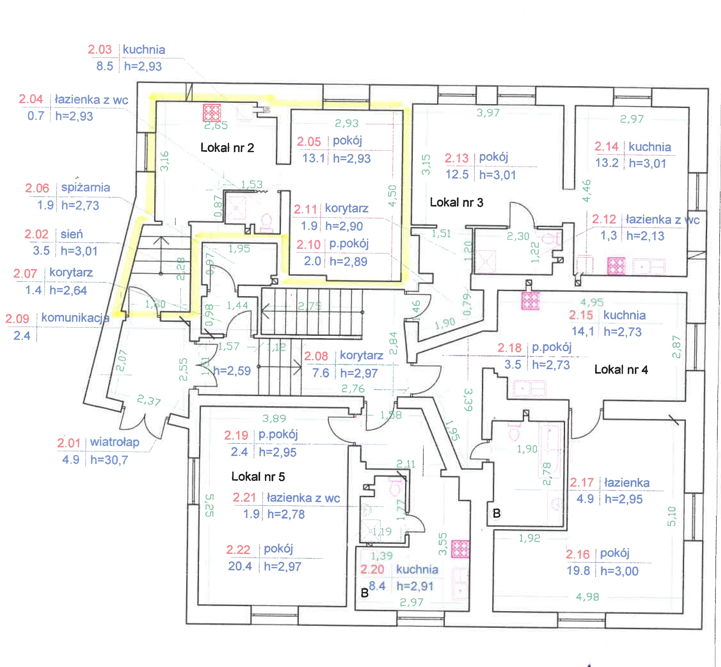 2.03 kuchnia
8.5 h=2,93
2.04 łazienka z wc
0.7 h=2,93
2,65
2,93
3,97
2,97
Lokal nr 2
2.05 pokój
13.1 h=2,93
3,16
3,15
2.13 pokój
12.5 h=3,01
2.14 kuchnia
13.2 h=3,01
2.06 spiżarnia
1.9 h=2,73
1,53
0,87
4,50
4,46
Lokal nr 3
2.11 korytarz
1.9 h=2,90
2.12 łazienka z wc
1,3 h=2,13
2.02 sień
3.5 h=3,01
1,95
2.10 p.pokój
2.0 h=2,89
1,51
1,20
2,30
1,22
2.07 korytarz
1.4 h=2,64
2,28
0,97
1,60
1,44
0,98
2,79
,46
0,79
1,90
4,95
2.09 komunikacja
2.4
2.15 kuchnia
14,1 h=2,73
2,07
2,55
1,57
1,12
h=2,59
2.08 korytarz
7.6 h=2,97
2,84
2.18 p.pokój
3.5 h=2,73
2,87
Lokal nr 4
2,76
2,37
3,39
3,89
1,58
1,95
2.01 wiatrołap
4.9 h=30,7
2.19 p.pokój
2.4 h=2,95
1,90
2,78
Lokal nr 5
2,11
2.21 łazienka z wc
1.9 h=2,78
5,25
1,77
1,19
2.17 łazienka
4.9 h=2,95
B
5,10
2.22 pokój
20.4 h=2,97
1,39
3,55
1,92
2.16 pokój
19.8 h=3,00
2.20 kuchnia
8.4 h=2,91
B
2,97
4,98